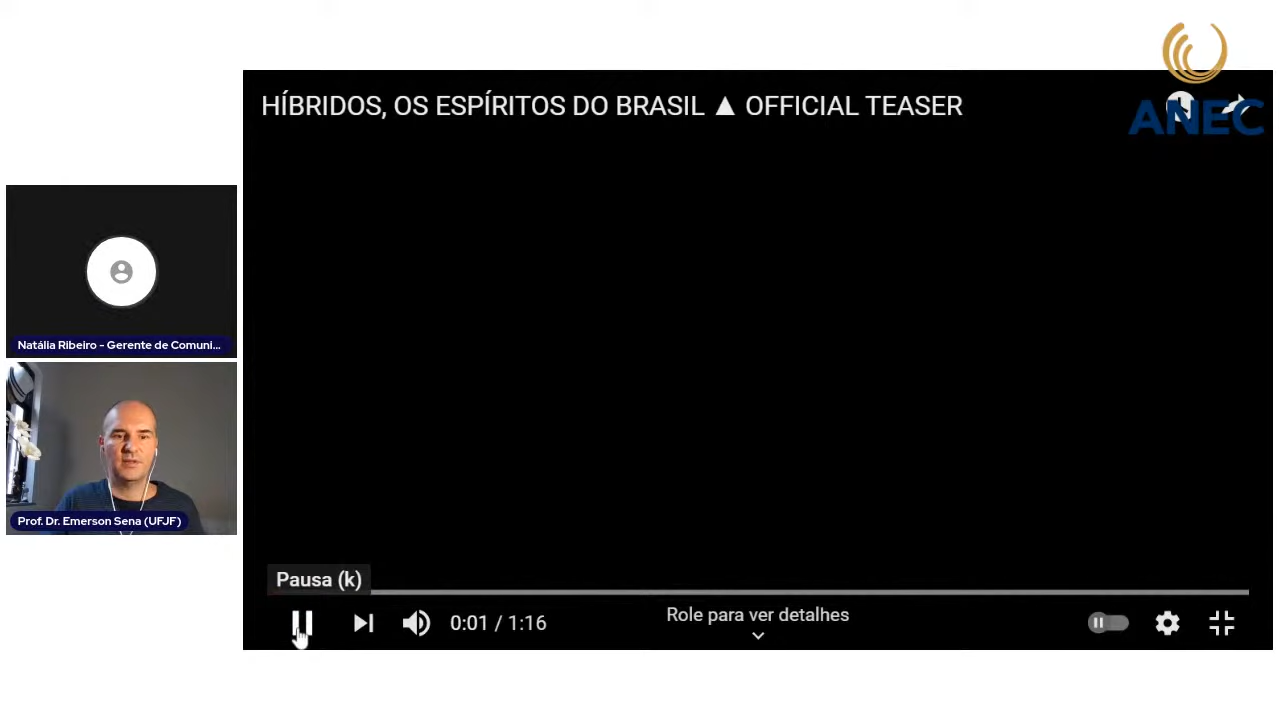 HÍBRIDOS, OS ESPÍRITOS DO BRASIL ▲ OFFICIAL TEASER
ANEC
Natália Ribeiro - Gerente de Comuni...
Prof. Dr. Emerson Sena (UFJF)
Pausa (k)
0:01 / 1:16
Role para ver detalhes